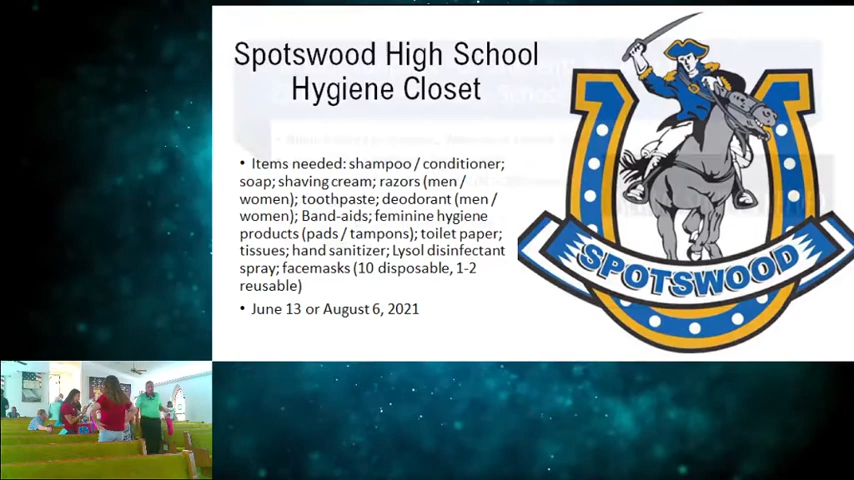 Spotswood High School
Hygiene Closet
• Items needed: shampoo / conditioner;
soap; shaving cream; razors (men /
women); toothpaste; deodorant (men /
women); Band-aids; feminine hygiene
products (pads / tampons); toilet paper;
tissues; hand sanitizer; Lysol disinfectant
spray; facemasks (10 disposable, 1-2
reusable)
• June 13 or August 6, 2021
SPOTSWOOD